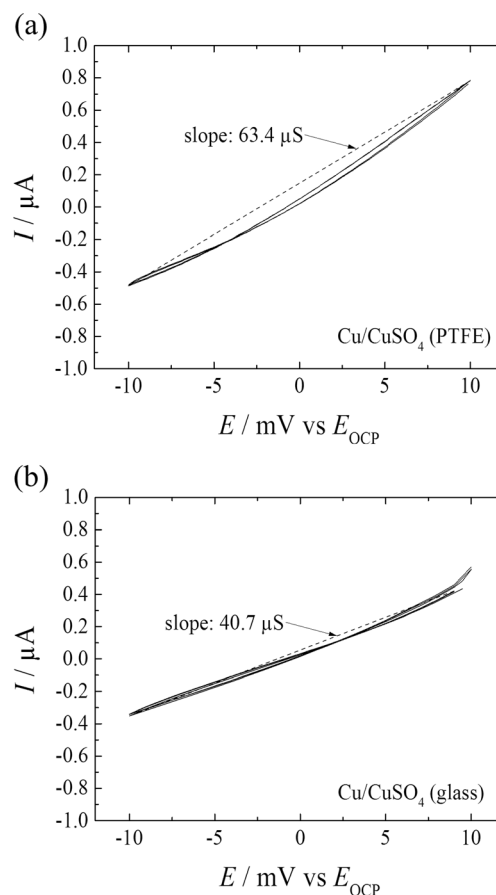 (a)
1.0
0.8
0.6
0.4
0.2
0.0
-0.2
-0.4
-0.6
-0.8
-1.0
I / μA
slope: 63.4 μS
Cu/CuSO4 (PTFE)
-10 -5 0 5 10
E / mV vs EOCP
(b)
1.0
0.8
0.6
0.4
0.2
0.0
-0.2
-0.4
-0.6
-0.8
-1.0
I / μA
slope: 40.7 μS
Cu/CuSO4 (glass)
-10 -5 0 5 10
E / mV vs EOCP